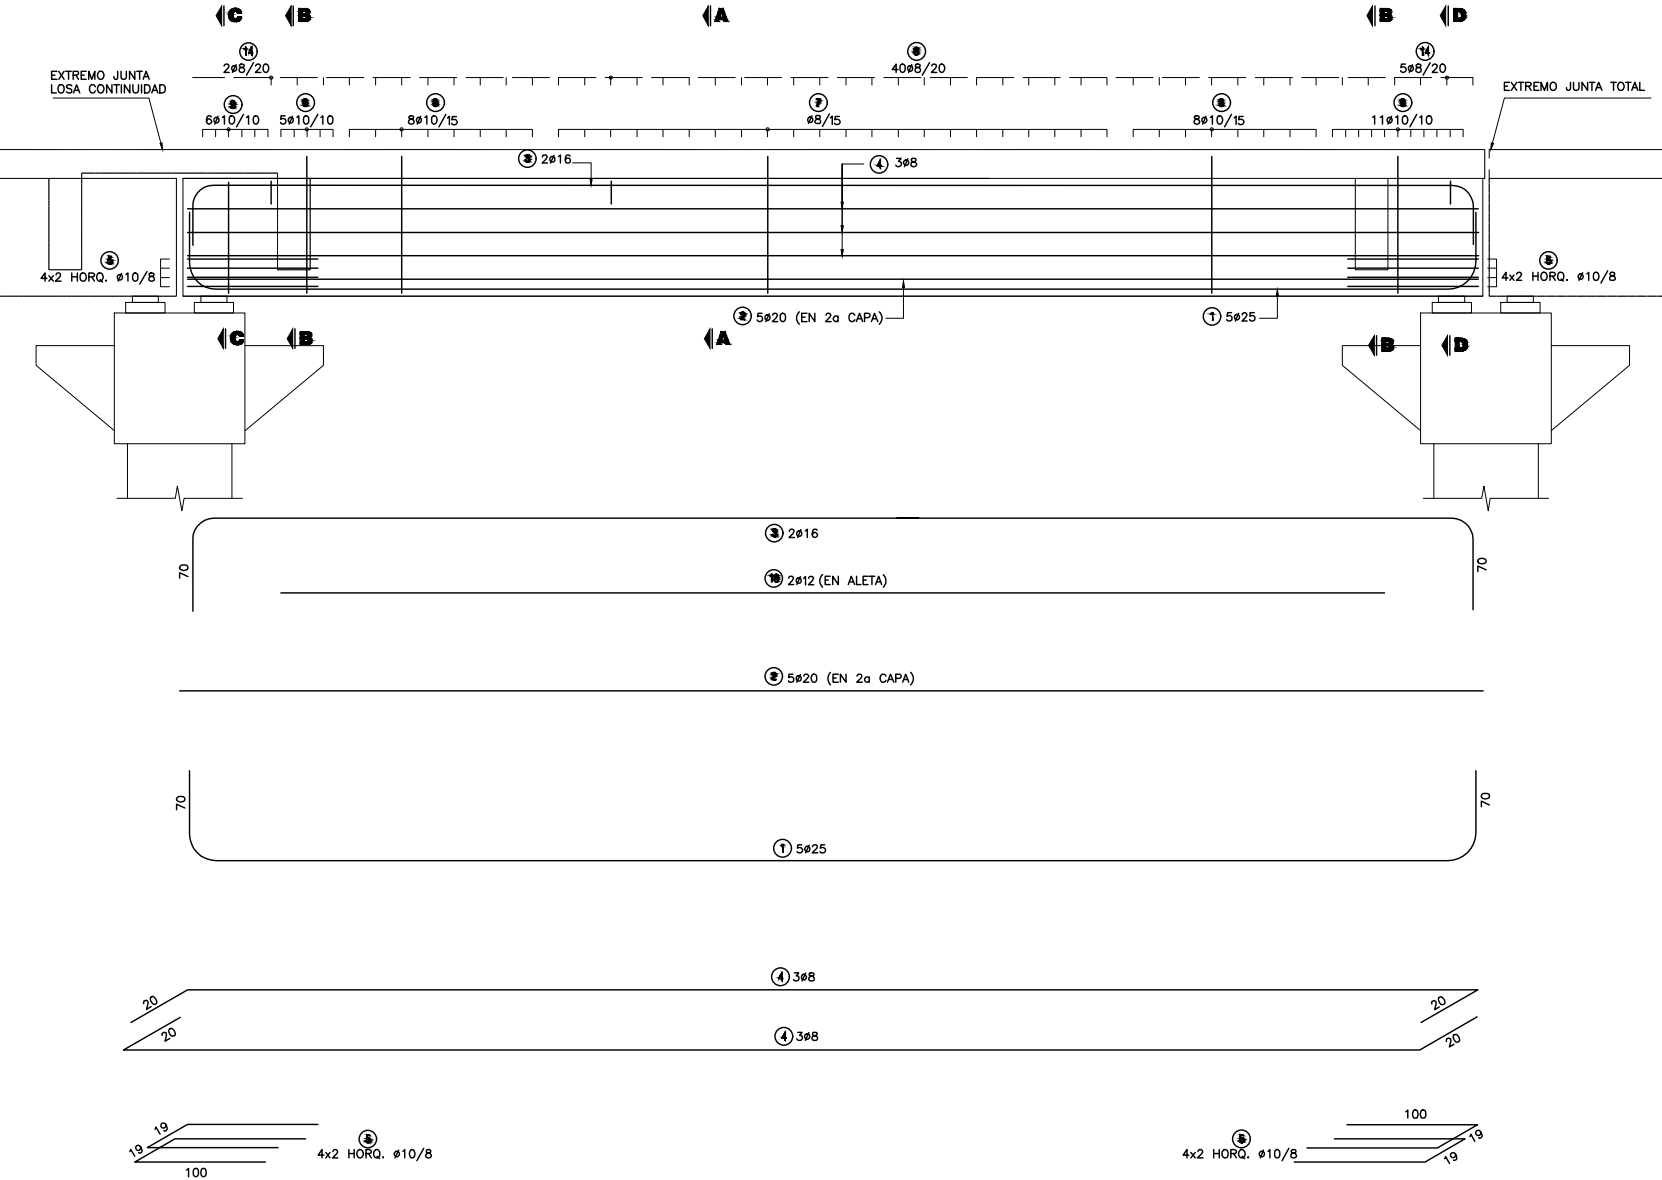 C B A B D
14 14
2ø8/20 40ø8/20 5ø8/20
EXTREMO JUNTA
LOSA CONTINUIDAD
EXTREMO JUNTA TOTAL
7
6ø10/10 5ø10/10 8ø10/15 ø8/15 8ø10/15 11ø10/10
3 2ø16
4 3ø8
5
4x2 HORQ. ø10/8
5
4x2 HORQ. ø10/8
2 5ø20 (EN 2a CAPA)
1 5ø25
C B A B D
3 2ø16
70 70
10 2ø12 (EN ALETA)
2 5ø20 (EN 2a CAPA)
70 70
1 5ø25
4 3ø8
20 20
20 20
4 3ø8
19
19
100
5
4x2 HORQ. ø10/8
100
5
4x2 HORQ. ø10/8
19
19